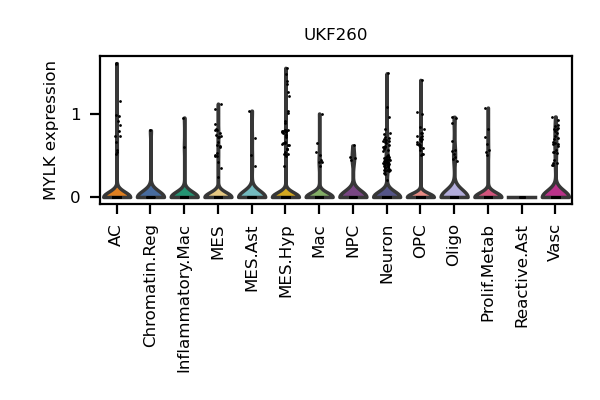 UKF260
MYLK expression
1
0
AC
Chromatin.Reg
Inflammatory.Mac
MES
MES.Ast
MES.Hyp
Mac
NPC
Neuron
OPC
Oligo
Prolif.Metab
Reactive.Ast
Vasc